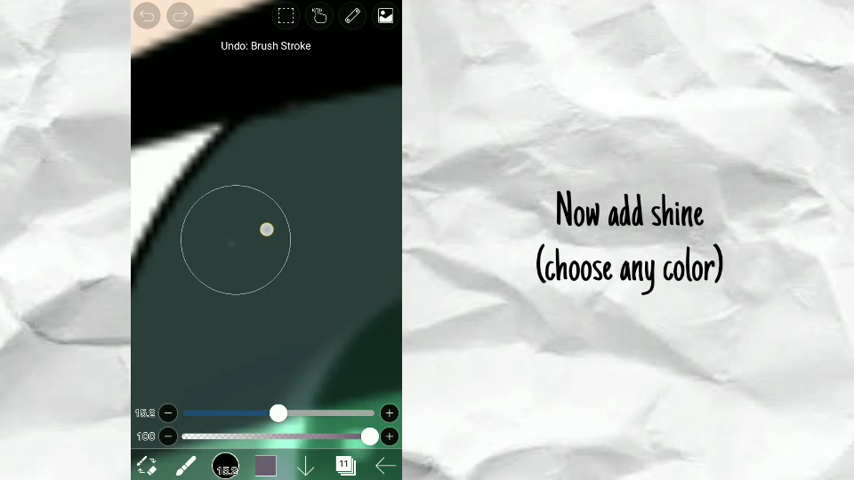 Undo: Brush Stroke
Now add shine
(choose any color)
15.2
100
15.2
11